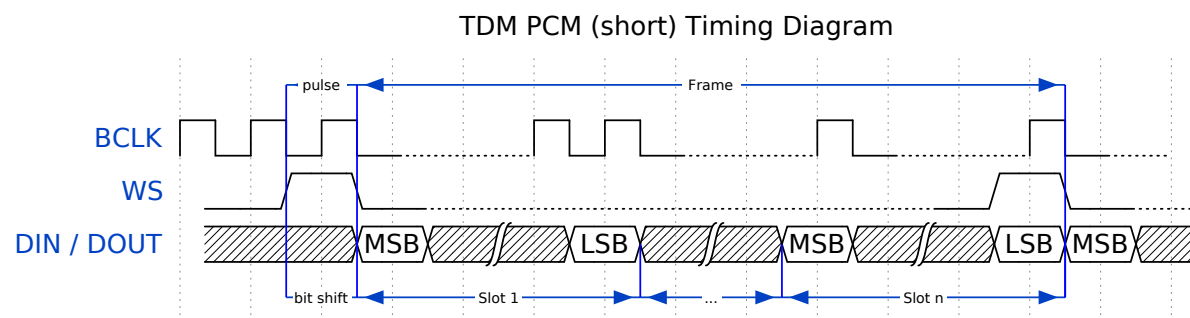 TDM PCM (short) Timing Diagram
pulse Frame
BCLK
WS
DIN / DOUT MSB LSB MSB LSB MSB
bit shift Slot 1 ... Slot n